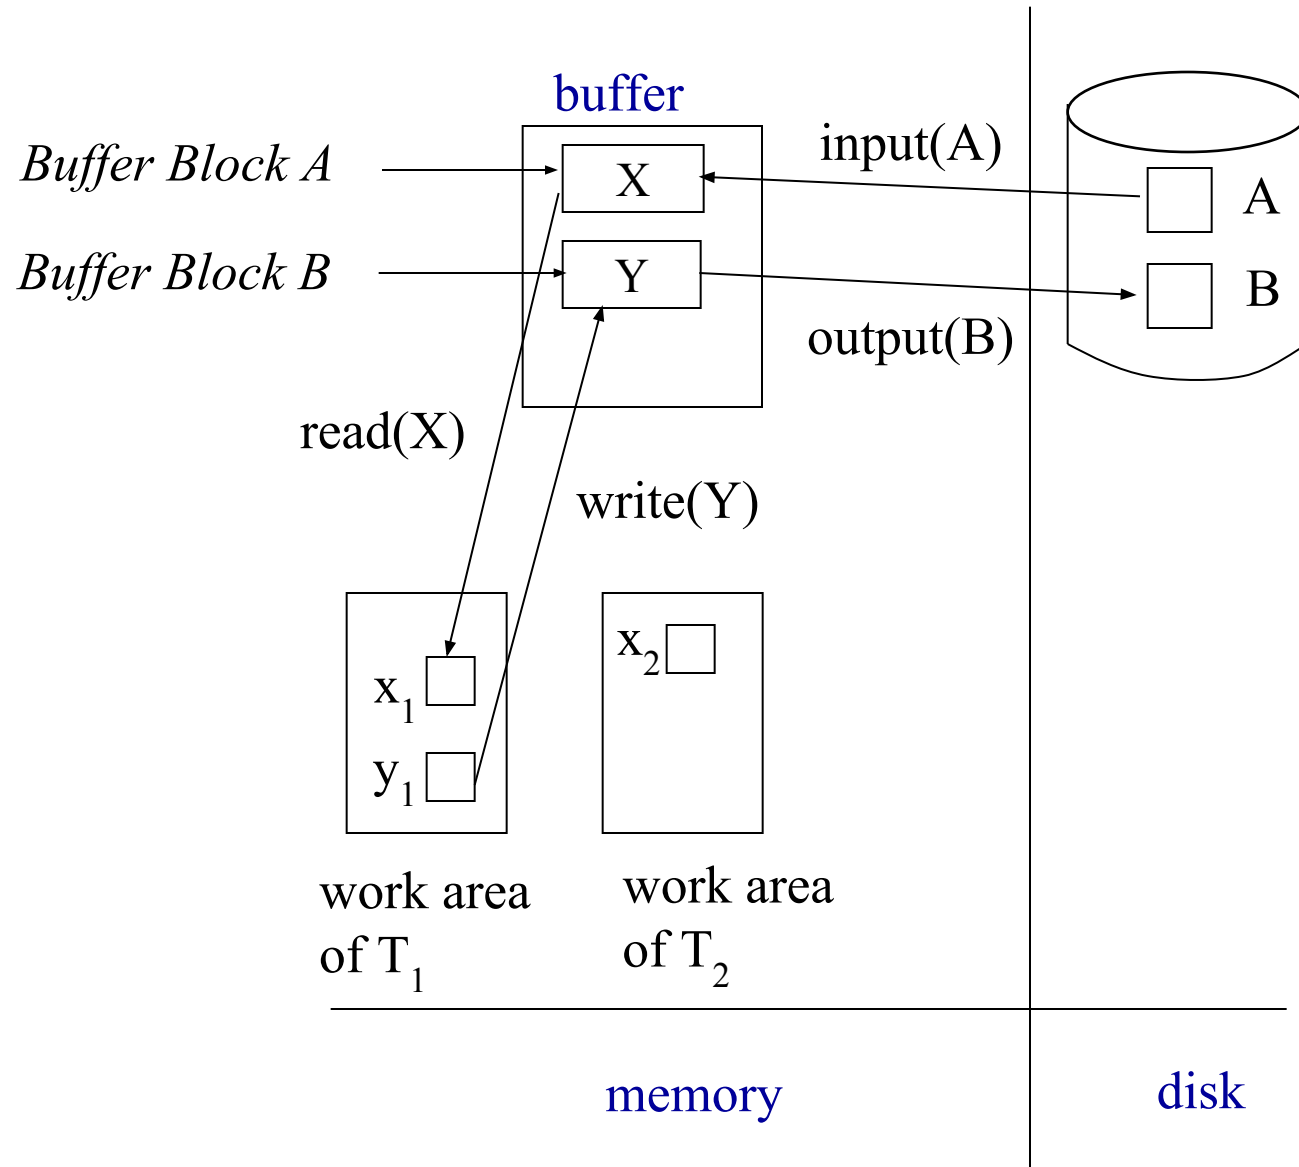 buffer
Buffer Block A
X
input(A)
A
Buffer Block B
Y
output(B)
B
read(X)
write(Y)
x₁
y₁
x₂
work area
of T₁
work area
of T₂
memory
disk